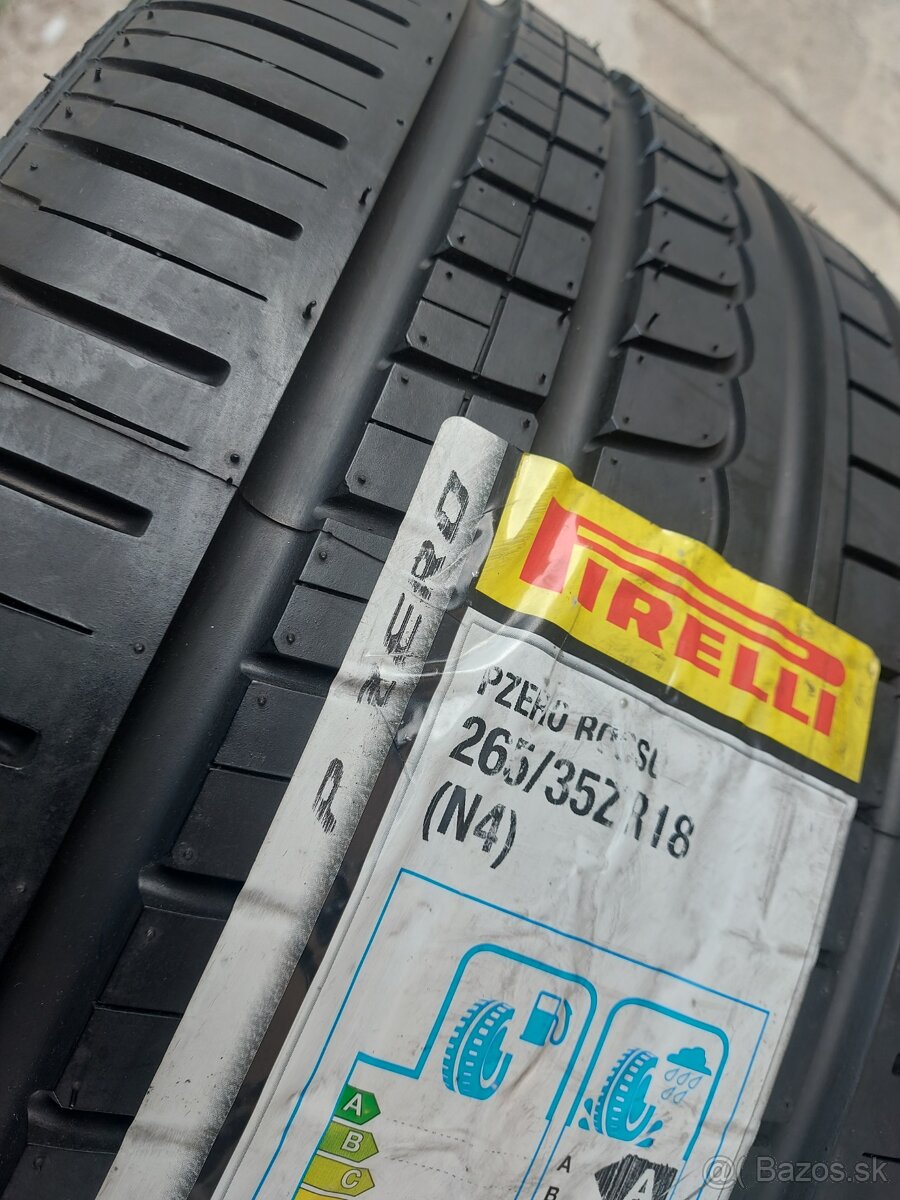 P ZERO
PIRELLI
PZERO ROSSO
265/35ZR18
(N4)
A
B
C
A
B
A
@ Bazos.sk